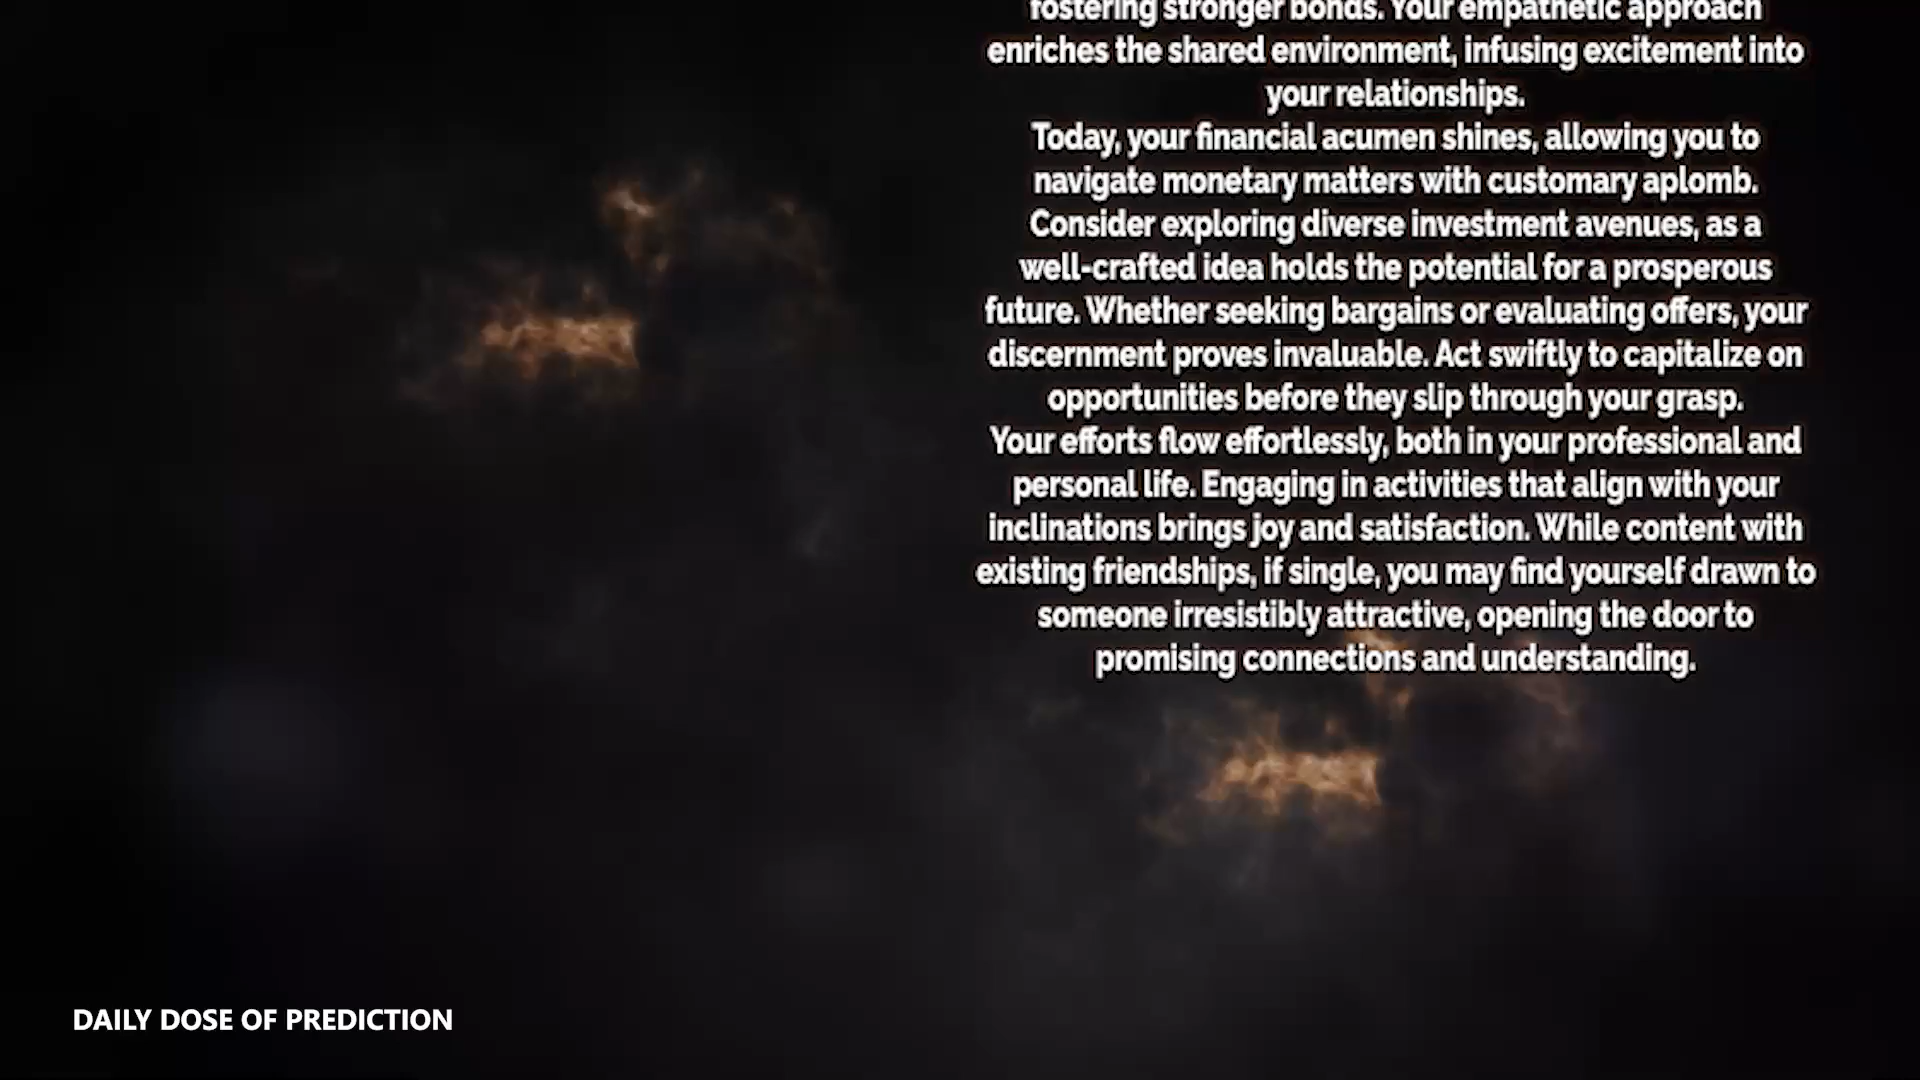 fostering stronger bonds. Your empathetic approach
enriches the shared environment, infusing excitement into
your relationships.
Today, your financial acumen shines, allowing you to
navigate monetary matters with customary aplomb.
Consider exploring diverse investment avenues, as a
well-crafted idea holds the potential for a prosperous
future. Whether seeking bargains or evaluating offers, your
discernment proves invaluable. Act swiftly to capitalize on
opportunities before they slip through your grasp.
Your efforts flow effortlessly, both in your professional and
personal life. Engaging in activities that align with your
inclinations brings joy and satisfaction. While content with
existing friendships, if single, you may find yourself drawn to
someone irresistibly attractive, opening the door to
promising connections and understanding.
DAILY DOSE OF PREDICTION